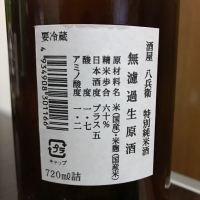 酒屋 八兵衛 特別純米酒
無濾過生原酒
原材料名 米(国産)・米麹(国産米)
精米歩合 六十%
日本酒度 プラス五
酸度 一・七
アミノ酸度 一・二
要冷蔵
4934908501166
キャップ
720ml詰